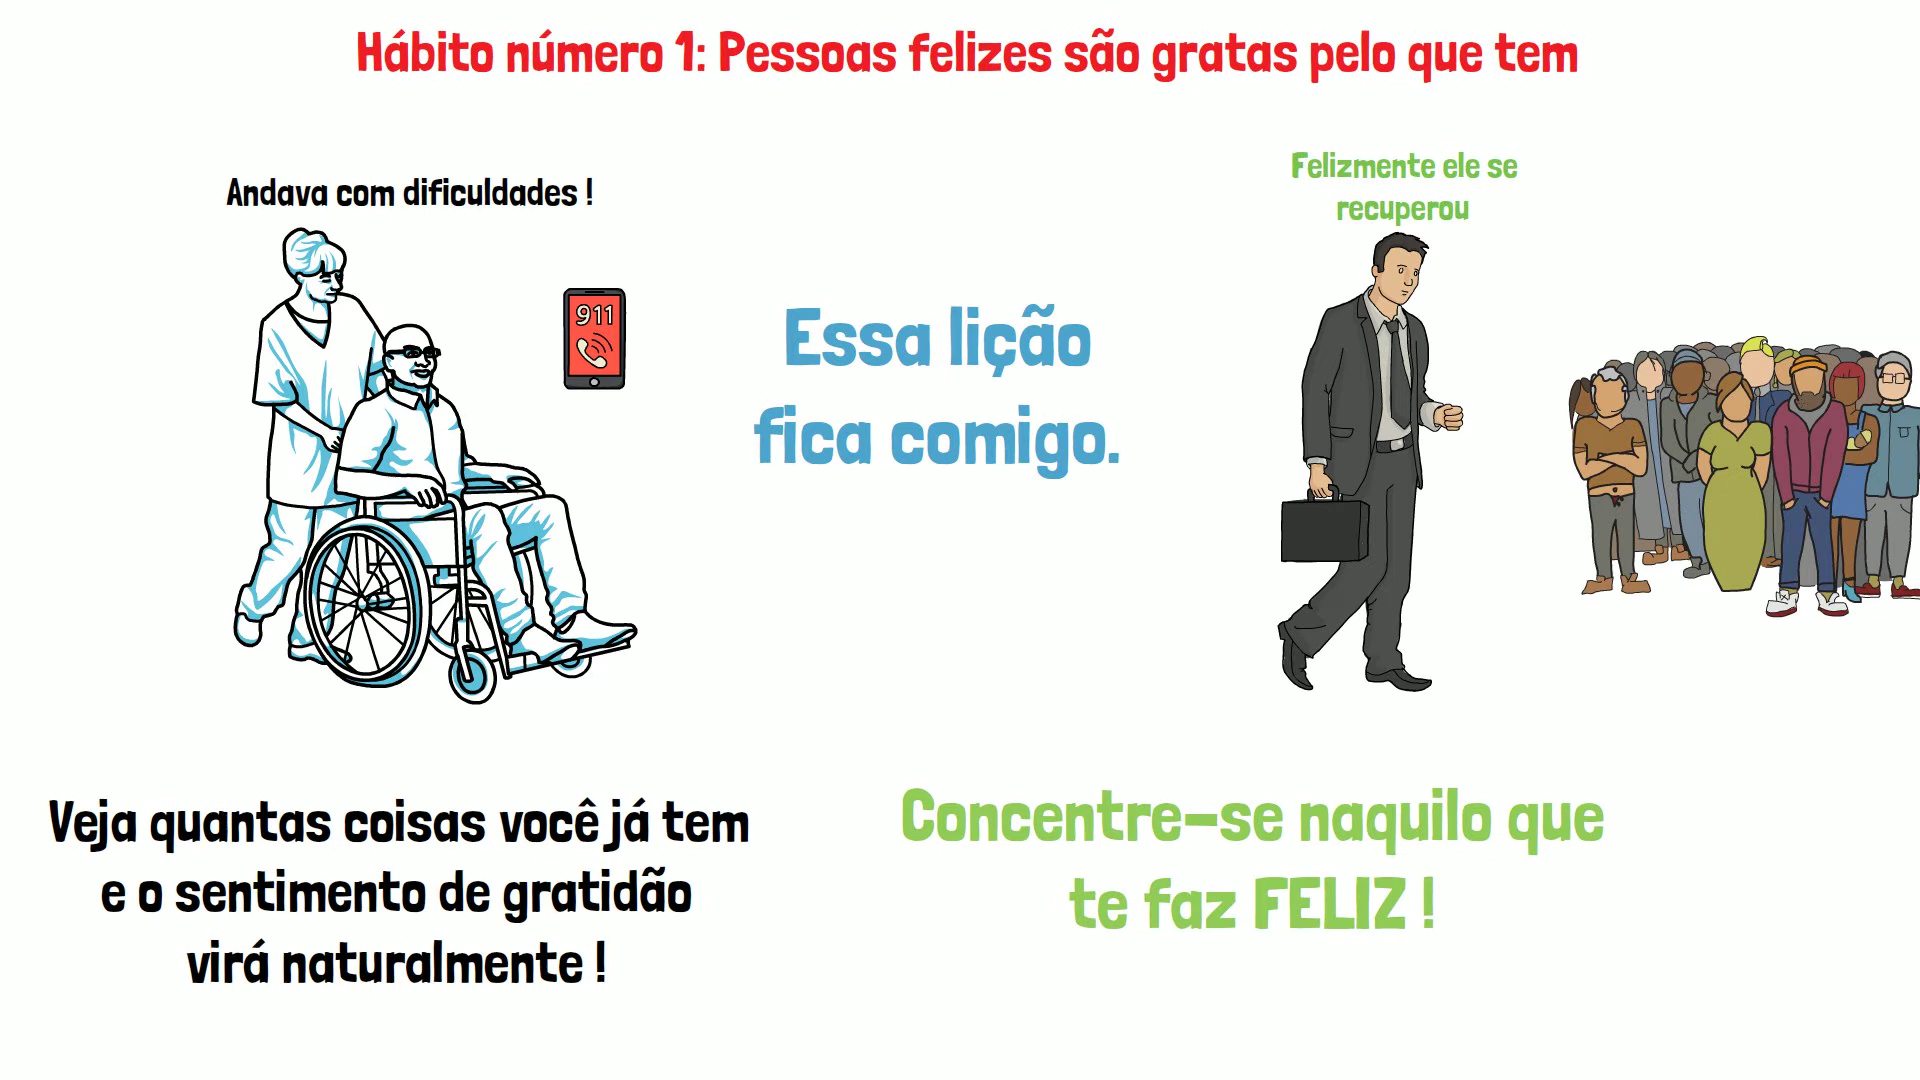 Hábito número 1: Pessoas felizes são gratas pelo que tem
Andava com dificuldades !
911
Essa lição
fica comigo.
Felizmente ele se
recuperou
Veja quantas coisas você já tem
e o sentimento de gratidão
virá naturalmente !
Concentre-se naquilo que
te faz FELIZ !